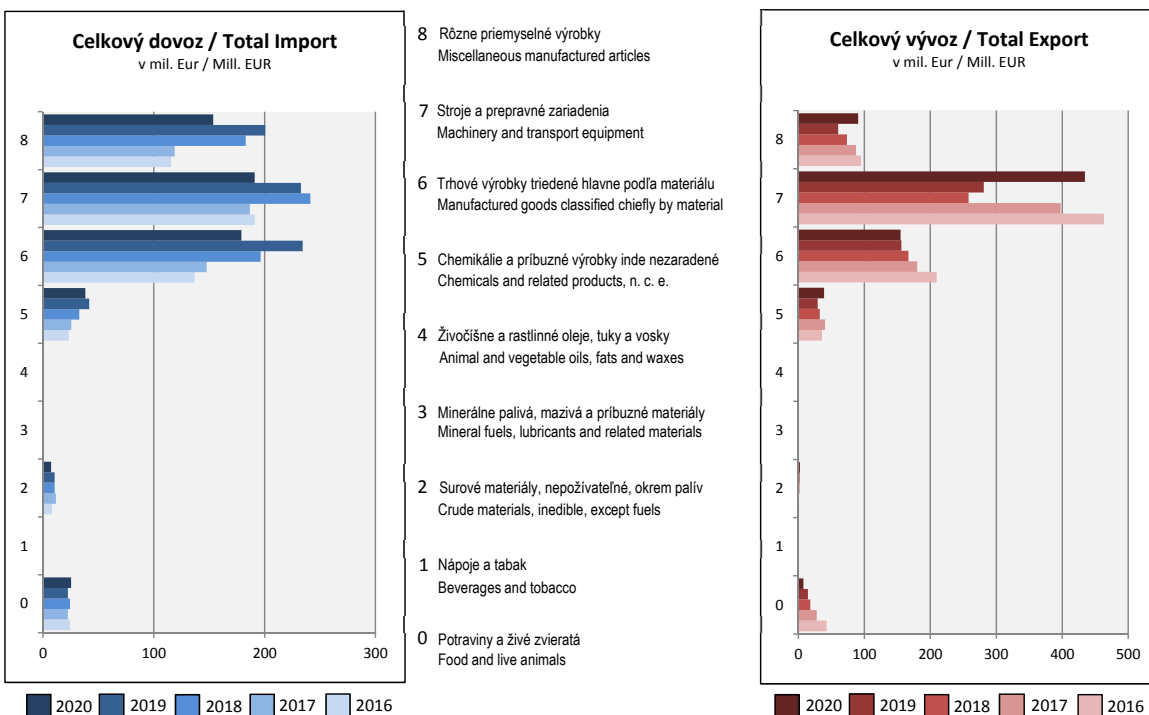 Celkový dovoz / Total Import
v mil. Eur / Mill. EUR
8
7
6
5
4
3
2
1
0
0 100 200 300
2020 2019 2018 2017 2016
8 Rôzne priemyselné výrobky
Miscellaneous manufactured articles
7 Stroje a prepravné zariadenia
Machinery and transport equipment
6 Trhové výrobky triedené hlavne podľa materiálu
Manufactured goods classified chiefly by material
5 Chemikálie a príbuzné výrobky inde nezaradené
Chemicals and related products, n. c. e.
4 Živočíšne a rastlinné oleje, tuky a vosky
Animal and vegetable oils, fats and waxes
3 Minerálne palivá, mazivá a príbuzné materiály
Mineral fuels, lubricants and related materials
2 Surové materiály, nepožívateľné, okrem palív
Crude materials, inedible, except fuels
1 Nápoje a tabak
Beverages and tobacco
0 Potraviny a živé zvieratá
Food and live animals
Celkový vývoz / Total Export
v mil. Eur / Mill. EUR
8
7
6
5
4
3
2
1
0
0 100 200 300 400 500
2020 2019 2018 2017 2016